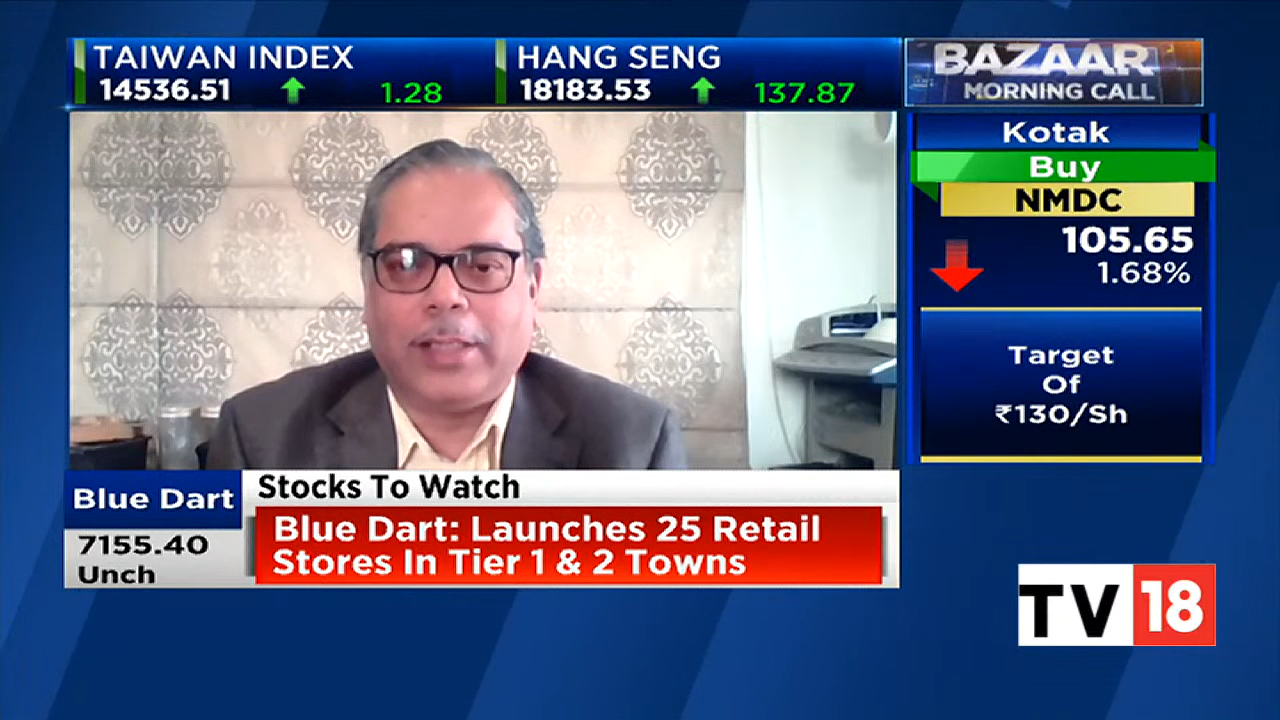 TAIWAN INDEX
14536.51 1.28
HANG SENG
18183.53 137.87
BAZAAR
MORNING CALL
Kotak
Buy
NMDC
105.65
1.68%
Target
Of
₹130/Sh
Blue Dart
7155.40
Unch
Stocks To Watch
Blue Dart: Launches 25 Retail
Stores In Tier 1 & 2 Towns
TV18